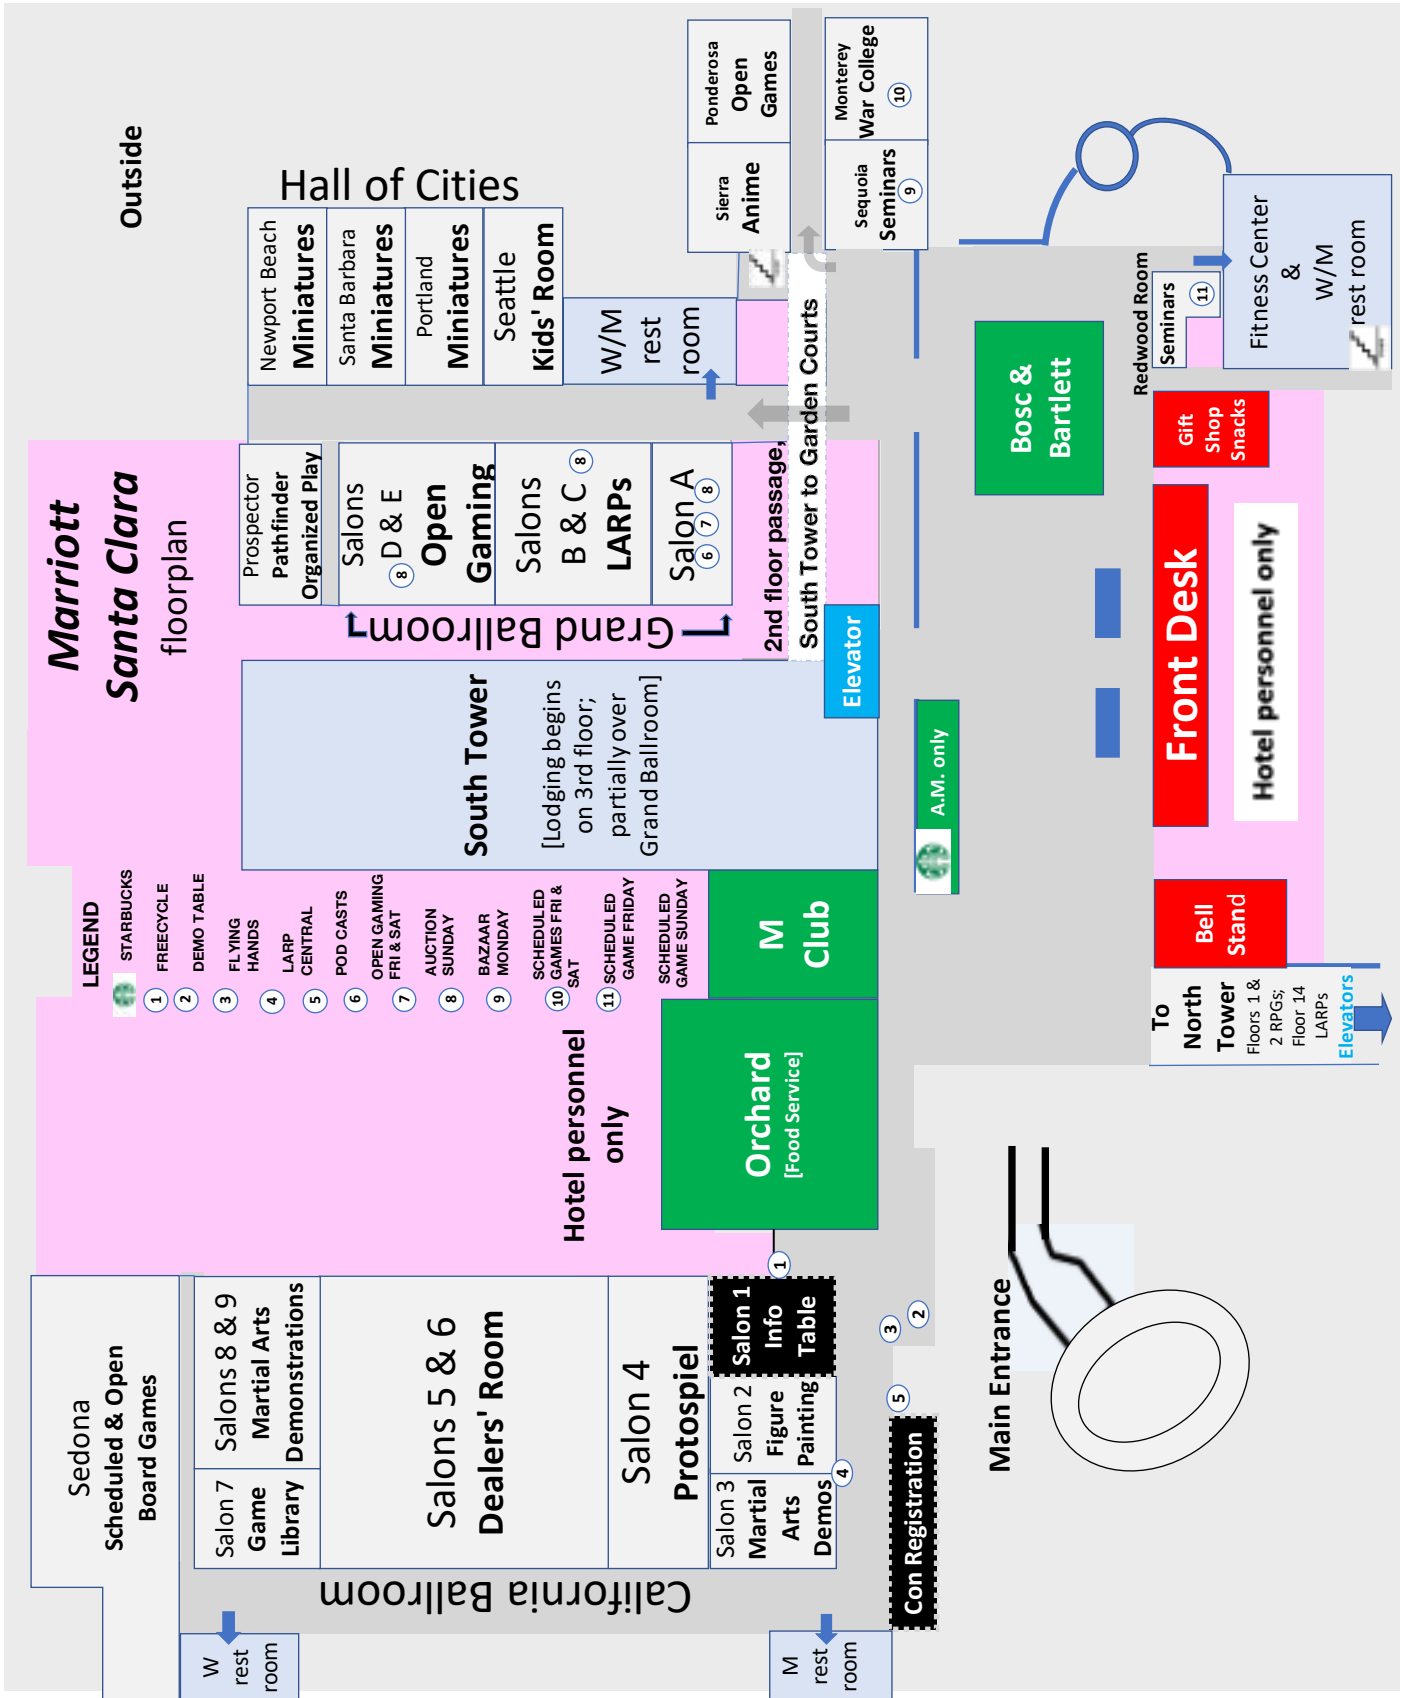 Marriott
Santa Clara
floorplan
Outside
LEGEND
STARBUCKS
1 FREECYCLE
2 DEMO TABLE
3 FLYING
HANDS
4 LARP
CENTRAL
5 POD CASTS
6 OPEN GAMING
FRI & SAT
7 AUCTION
SUNDAY
8 BAZAAR
9 MONDAY
10 SCHEDULED
GAMES FRI &
SAT
11 SCHEDULED
GAME FRIDAY
SCHEDULED
GAME SUNDAY
Sedona
Scheduled & Open
Board Games
Salon 7
Game
Library
Salons 8 & 9
Martial Arts
Demonstrations
Salons 5 & 6
Dealers' Room
Salon 4
Protospiel
Salon 3
Martial
Arts
Demos
4
Salon 2
Figure
Painting
Salon 1
Info
Table
1
3
2
5
California Ballroom
W
rest
room
M
rest
room
Con Registration
Hotel personnel
only
Orchard
[Food Service]
M
Club
South Tower
[Lodging begins
on 3rd floor;
partially over
Grand Ballroom]
Elevator
Grand Ballroom
Prospector
Pathfinder
Organized Play
Salons
D & E
8
Open
Gaming
Salons
B & C
8
LARPs
Salon A
6 7 8
2nd floor passage,
South Tower to Garden Courts
Hall of Cities
Newport Beach
Miniatures
Santa Barbara
Miniatures
Portland
Miniatures
Seattle
Kids' Room
W/M
rest
room
Sierra
Anime
Ponderosa
Open
Games
Sequoia
Seminars
9
Monterey
War College
10
A.M. only
Bosc &
Bartlett
Redwood Room
Seminars
11
Fitness Center
&
W/M
rest room
Gift
Shop
Snacks
Front Desk
Hotel personnel only
Bell
Stand
To
North
Tower
Floors 1 &
2 RPGs;
Floor 14
LARPs
Elevators
Main Entrance